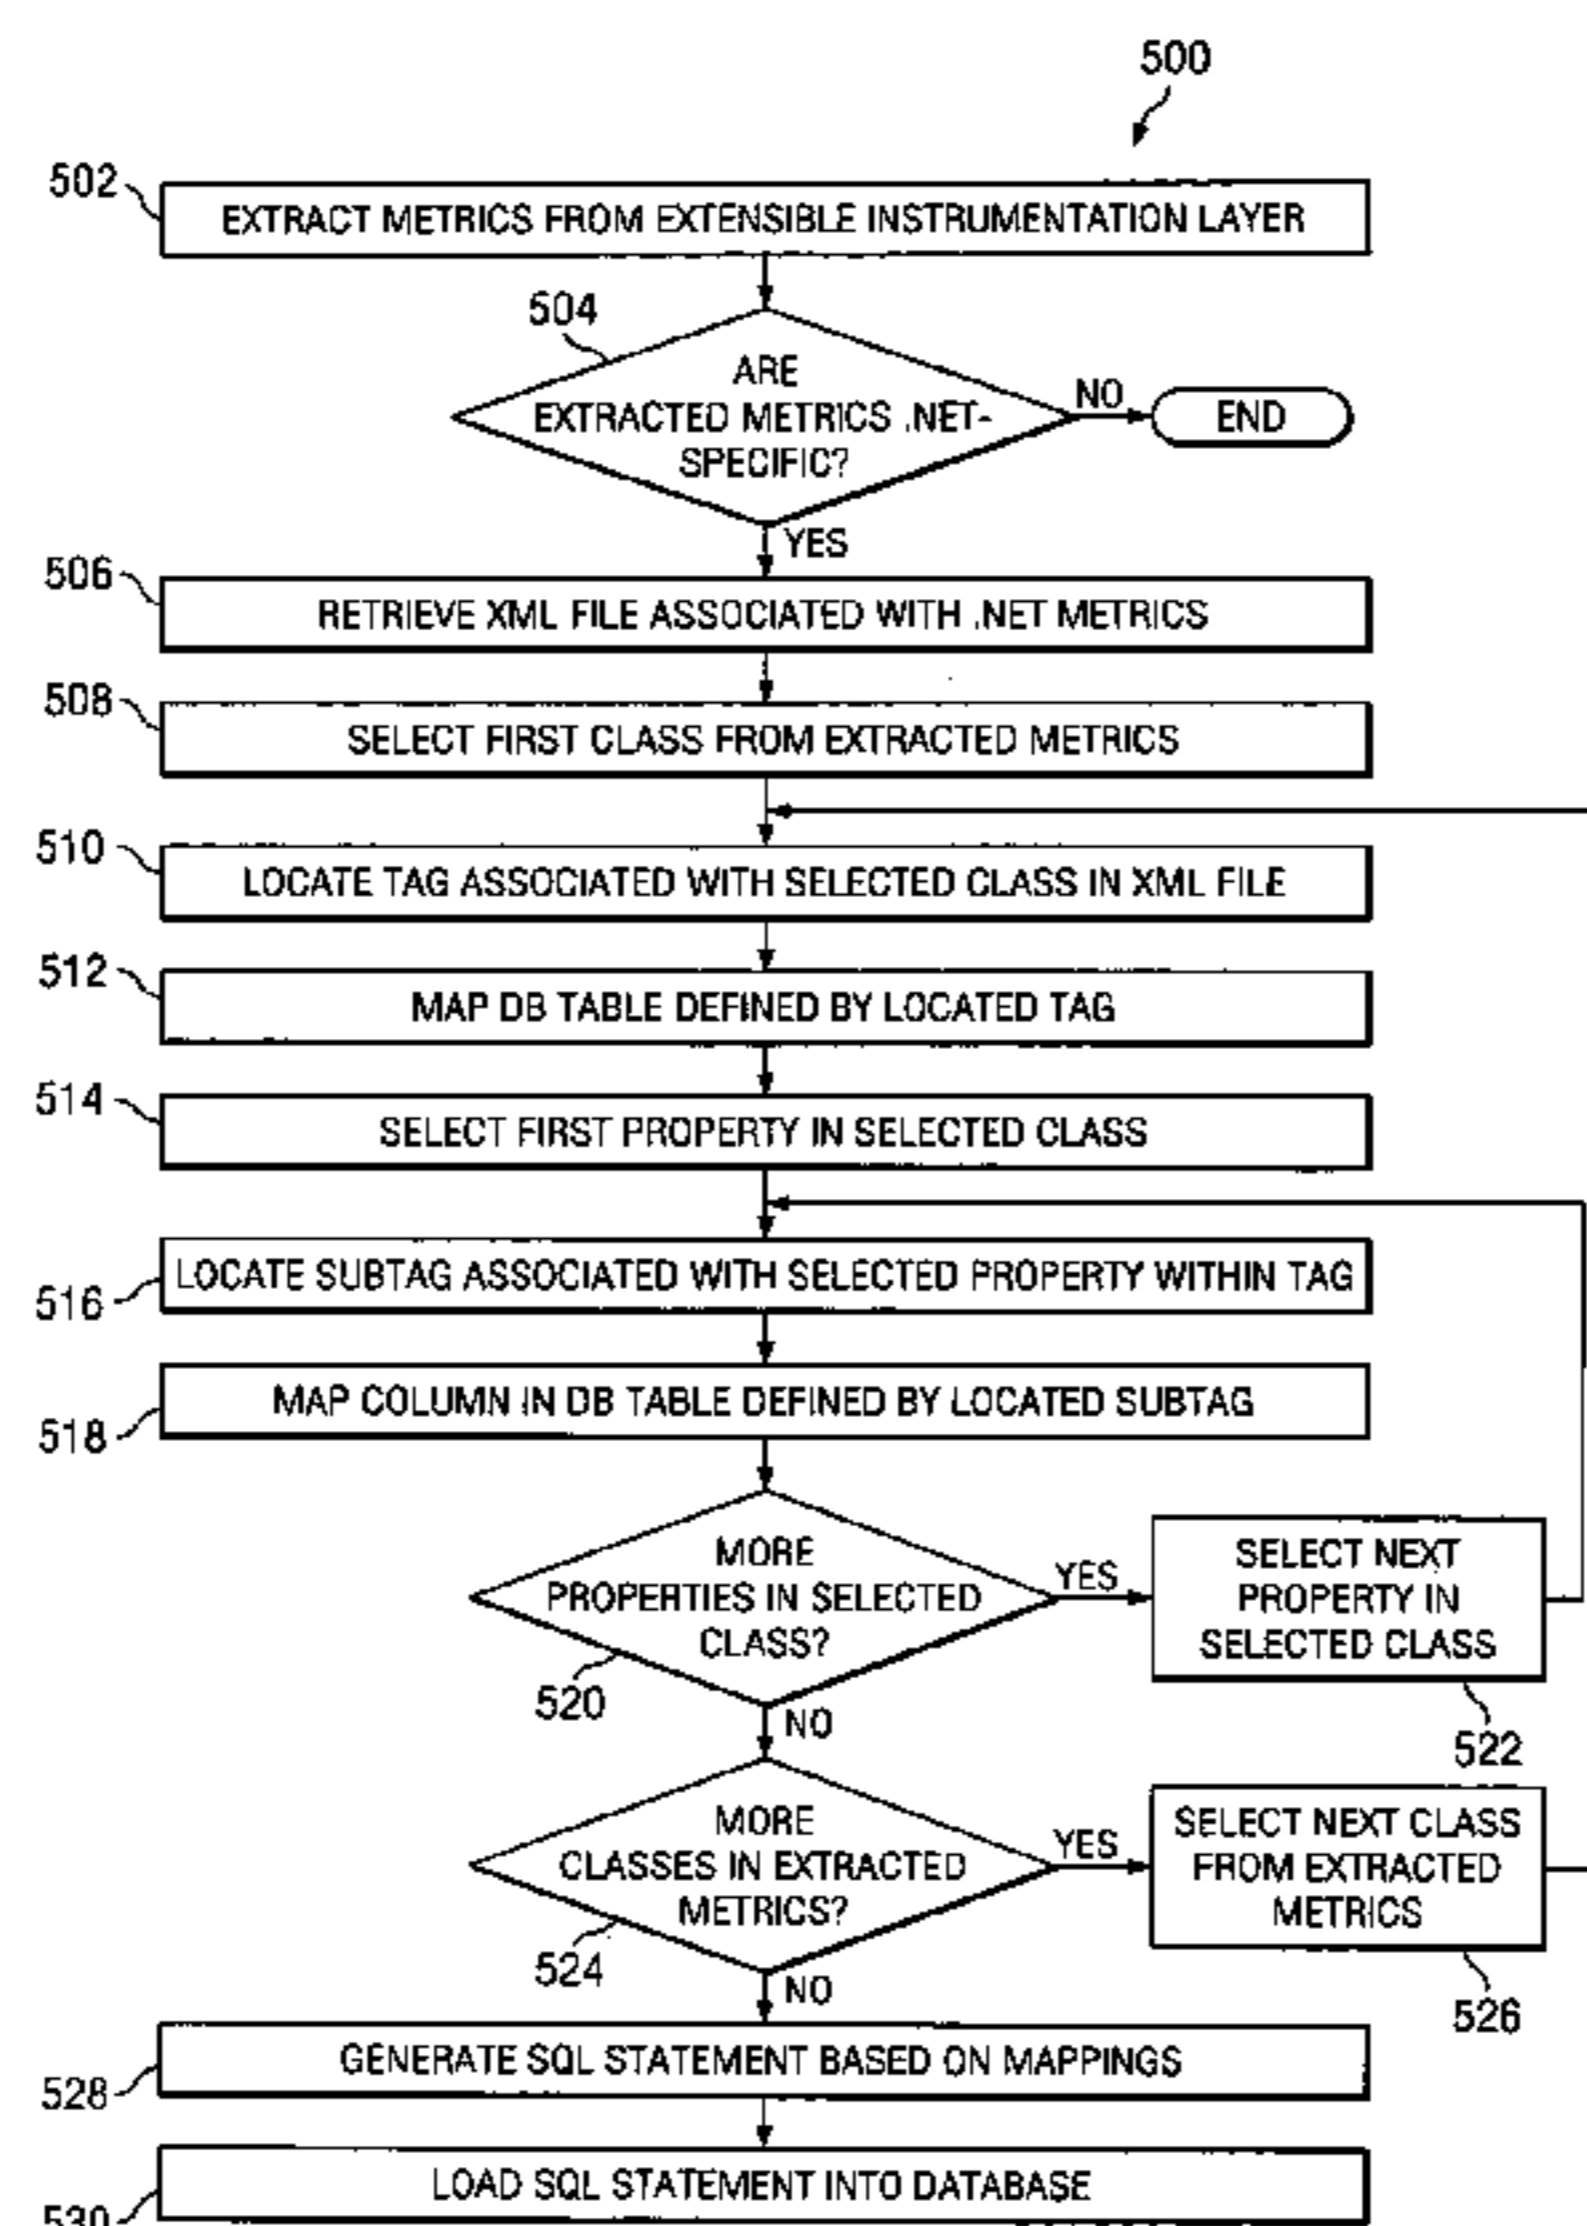 500
502
EXTRACT METRICS FROM EXTENSIBLE INSTRUMENTATION LAYER
504
ARE
EXTRACTED METRICS .NET-
SPECIFIC?
NO
END
YES
506
RETRIEVE XML FILE ASSOCIATED WITH .NET METRICS
508
SELECT FIRST CLASS FROM EXTRACTED METRICS
510
LOCATE TAG ASSOCIATED WITH SELECTED CLASS IN XML FILE
512
MAP DB TABLE DEFINED BY LOCATED TAG
514
SELECT FIRST PROPERTY IN SELECTED CLASS
LOCATE SUBTAG ASSOCIATED WITH SELECTED PROPERTY WITHIN TAG
516
MAP COLUMN IN DB TABLE DEFINED BY LOCATED SUBTAG
518
MORE
PROPERTIES IN SELECTED
CLASS?
YES
SELECT NEXT
PROPERTY IN
SELECTED CLASS
520
NO
522
MORE
CLASSES IN EXTRACTED
METRICS?
YES
SELECT NEXT CLASS
FROM EXTRACTED
METRICS
524
NO
526
GENERATE SQL STATEMENT BASED ON MAPPINGS
528
LOAD SQL STATEMENT INTO DATABASE
530